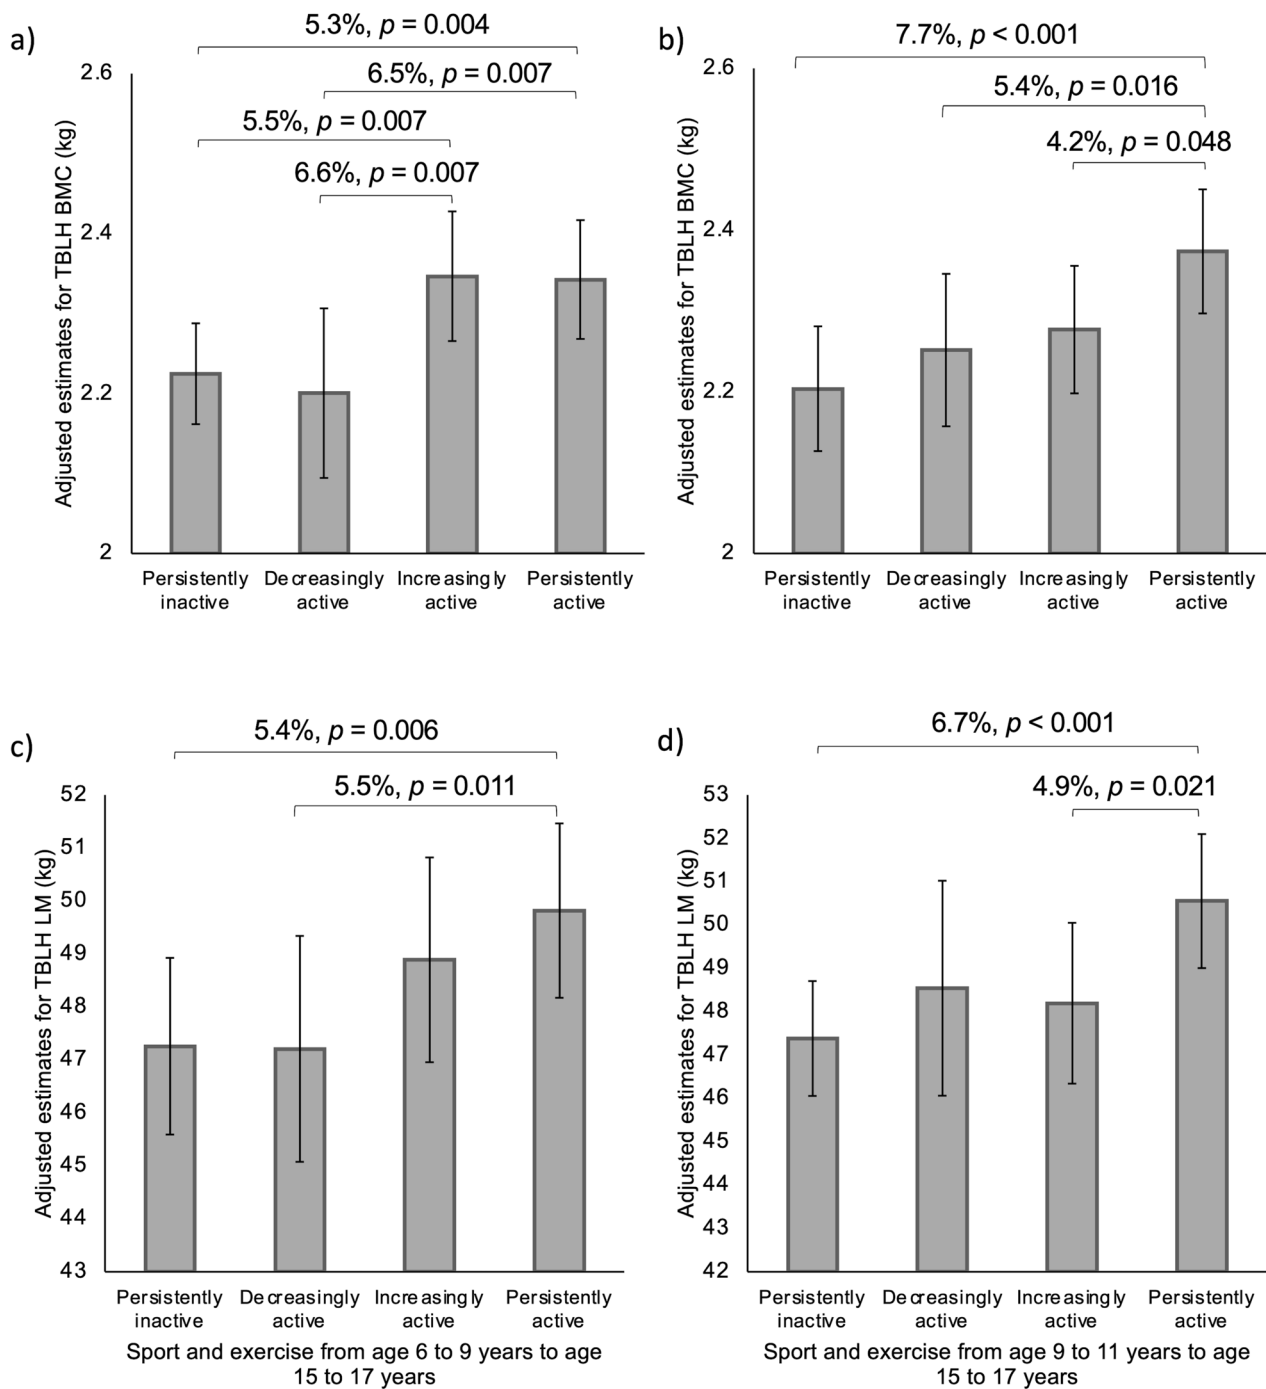 a)
5.3%, p = 0.004
6.5%, p = 0.007
5.5%, p = 0.007
6.6%, p = 0.007
Adjusted estimates for TBLH BMC (kg)
2.6
2.4
2.2
2
Persistently inactive
Decreasingly active
Increasingly active
Persistently active
b)
7.7%, p < 0.001
5.4%, p = 0.016
4.2%, p = 0.048
Adjusted estimates for TBLH BMC (kg)
2.6
2.4
2.2
2
Persistently inactive
Decreasingly active
Increasingly active
Persistently active
c)
5.4%, p = 0.006
5.5%, p = 0.011
Adjusted estimates for TBLH LM (kg)
52
51
50
49
48
47
46
45
44
43
Persistently inactive
Decreasingly active
Increasingly active
Persistently active
Sport and exercise from age 6 to 9 years to age
15 to 17 years
d)
6.7%, p < 0.001
4.9%, p = 0.021
Adjusted estimates for TBLH LM (kg)
53
52
51
50
49
48
47
46
45
44
43
42
Persistently inactive
Decreasingly active
Increasingly active
Persistently active
Sport and exercise from age 9 to 11 years to age
15 to 17 years